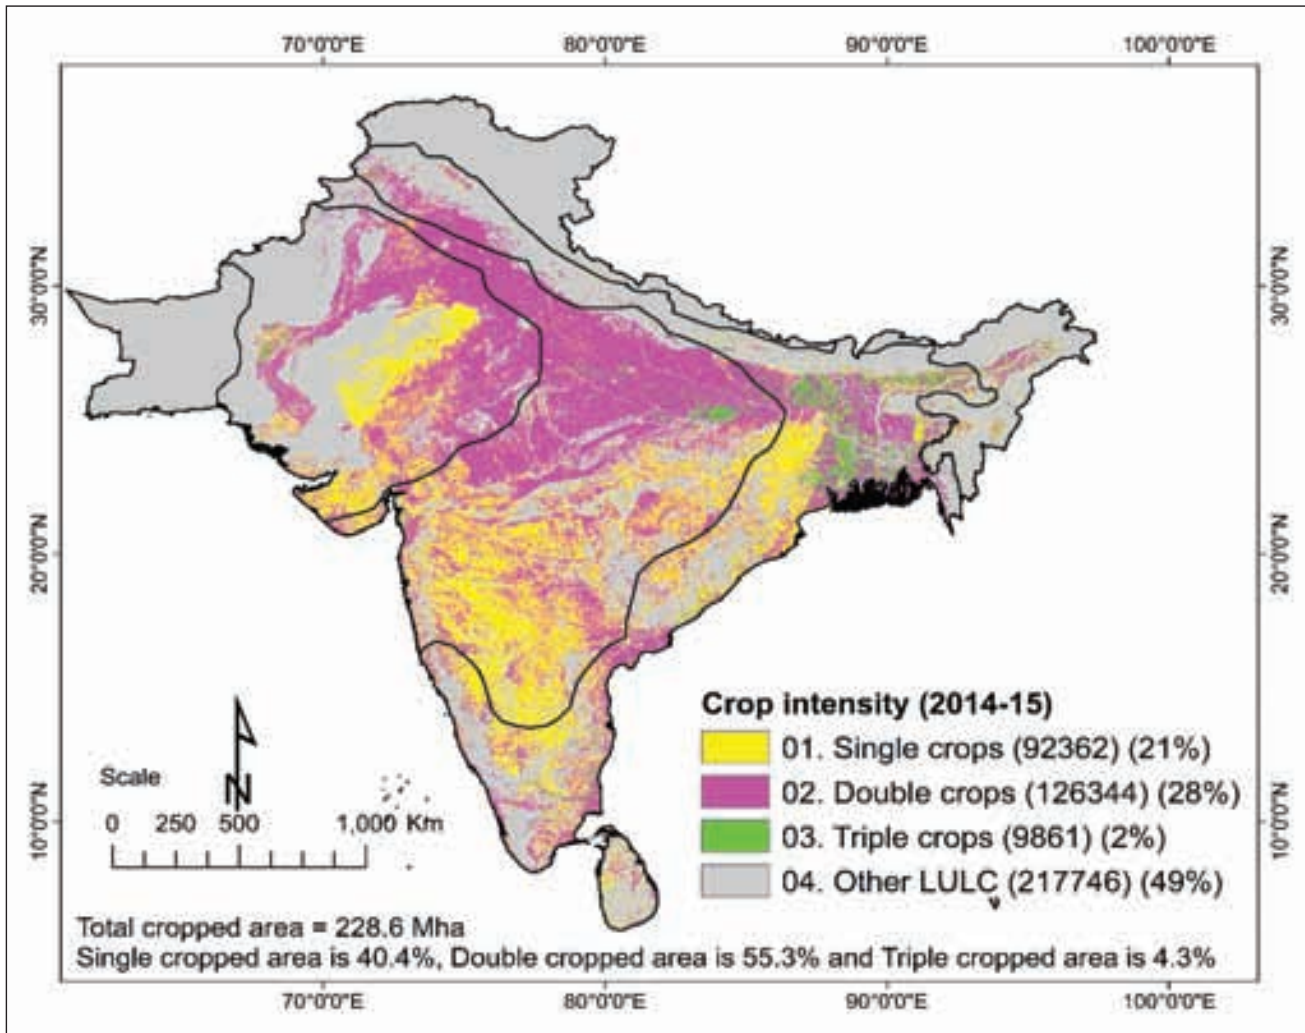 70°0'0"E 80°0'0"E 90°0'0"E 100°0'0"E
30°0'0"N 30°0'0"N
20°0'0"N 20°0'0"N
10°0'0"N 10°0'0"N
Crop intensity (2014-15)
01. Single crops (92362) (21%)
02. Double crops (126344) (28%)
03. Triple crops (9861) (2%)
04. Other LULC (217746) (49%)
N
Scale
0 250 500 1,000 Km
Total cropped area = 228.6 Mha
Single cropped area is 40.4%, Double cropped area is 55.3% and Triple cropped area is 4.3%
70°0'0"E 80°0'0"E 90°0'0"E 100°0'0"E